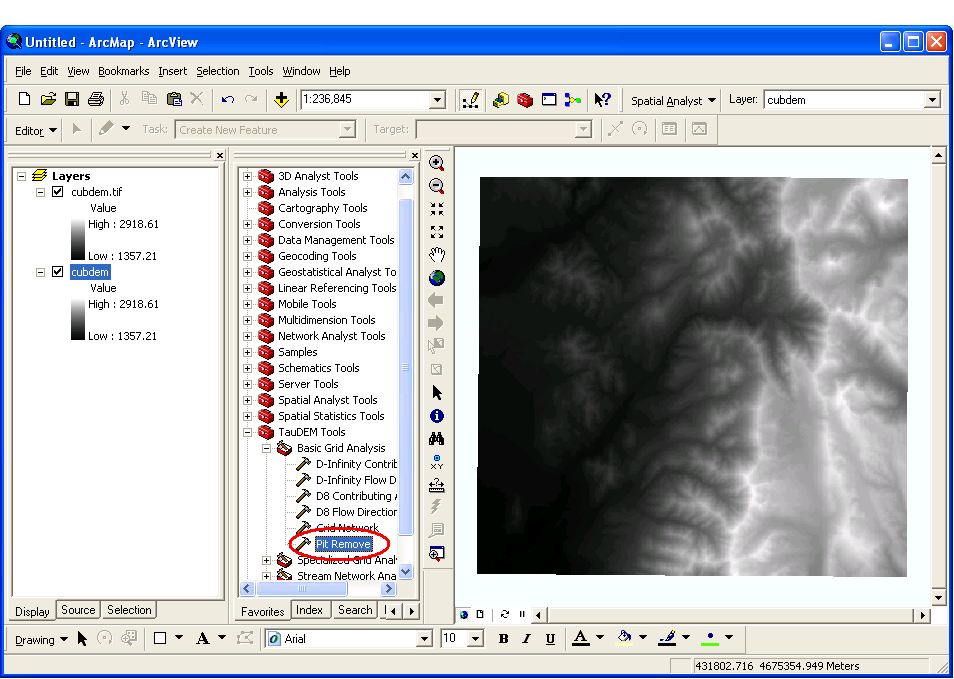 Untitled - ArcMap - ArcView
File Edit View Bookmarks Insert Selection Tools Window Help
1:236,845
Spatial Analyst
Layer: cubdem
Editor
Task: Create New Feature
Target:
Layers
cubdem.tif
Value
High : 2918.61
Low : 1357.21
cubdem
Value
High : 2918.61
Low : 1357.21
Display Source Selection
3D Analyst Tools
Analysis Tools
Cartography Tools
Conversion Tools
Data Management Tools
Geocoding Tools
Geostatistical Analyst To
Linear Referencing Tools
Mobile Tools
Multidimension Tools
Network Analyst Tools
Samples
Schematics Tools
Server Tools
Spatial Analyst Tools
Spatial Statistics Tools
TauDEM Tools
Basic Grid Analysis
D-Infinity Contrib
D-Infinity Flow D
D8 Contributing A
D8 Flow Direction
Grid Network
Pit Remove
Specialized Grid Anal
Stream Network Ana
Favorites Index Search
XY
Drawing
A
Arial
10
B I U A
431802.716 4675354.949 Meters